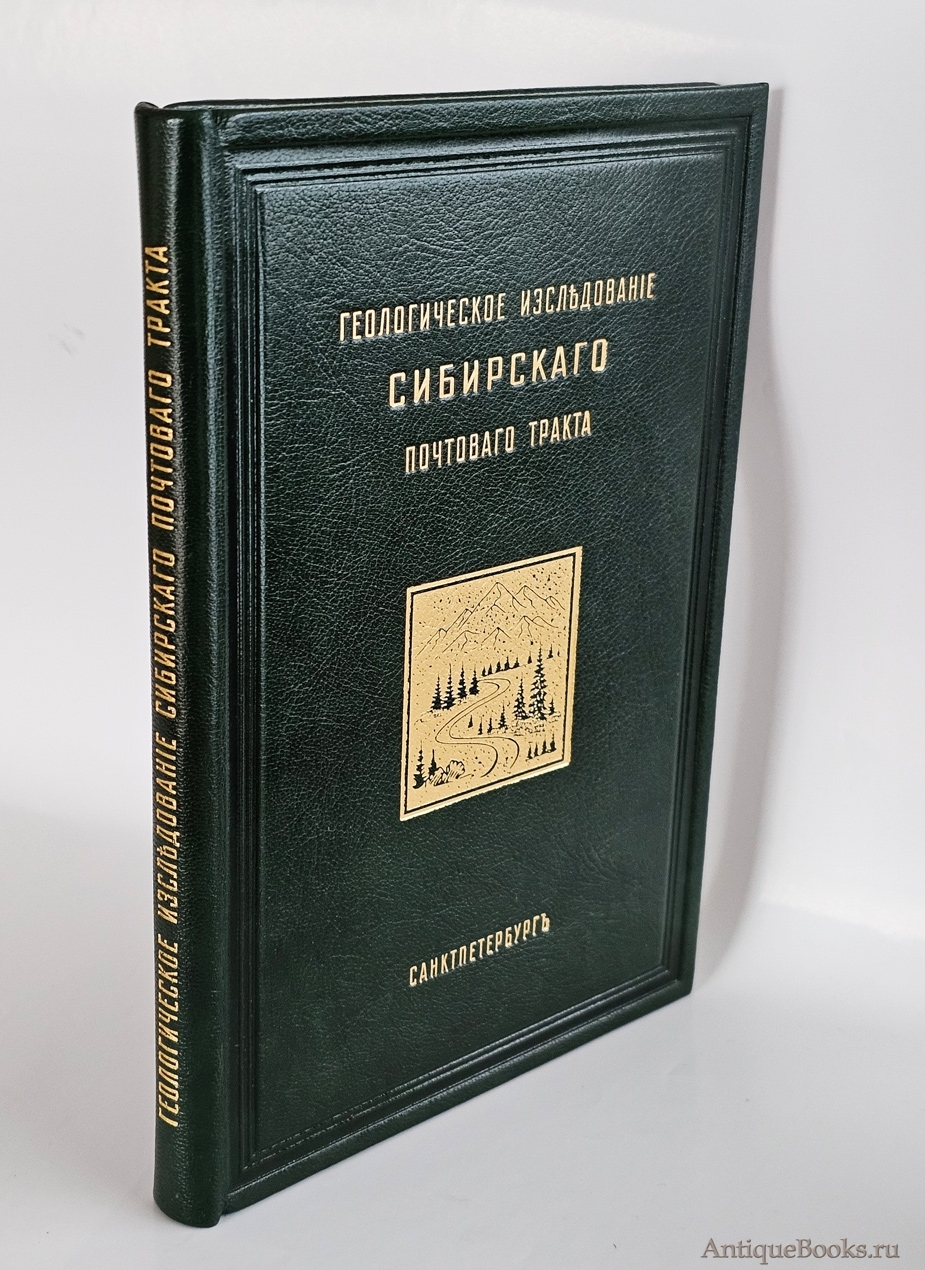 ГЕОЛОГИЧЕСКОЕ ИЗСЛѢДОВАНІЕ СИБИРСКАГО ПОЧТОВАГО ТРАКТА
ГЕОЛОГИЧЕСКОЕ ИЗСЛѢДОВАНІЕ
СИБИРСКАГО
ПОЧТОВАГО ТРАКТА
САНКТПЕТЕРБУРГЪ
AntiqueBooks.ru